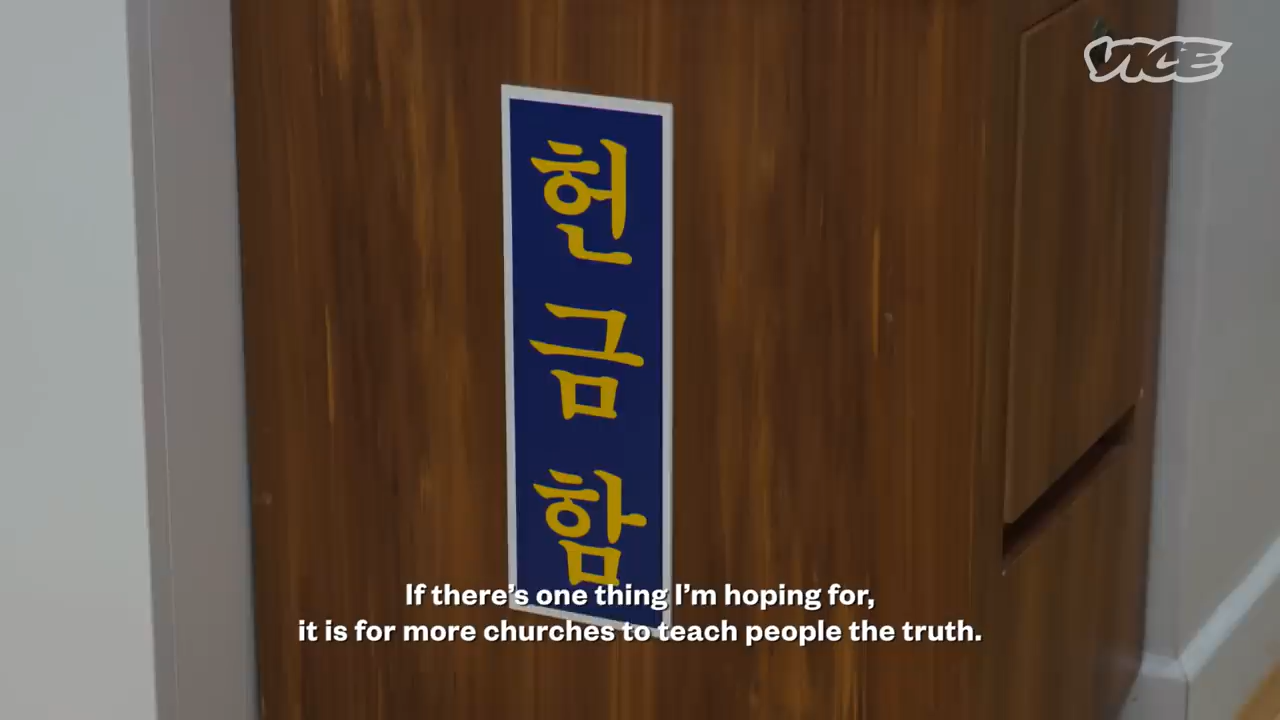 VICE
헌
금
함
If there's one thing I'm hoping for,
it is for more churches to teach people the truth.